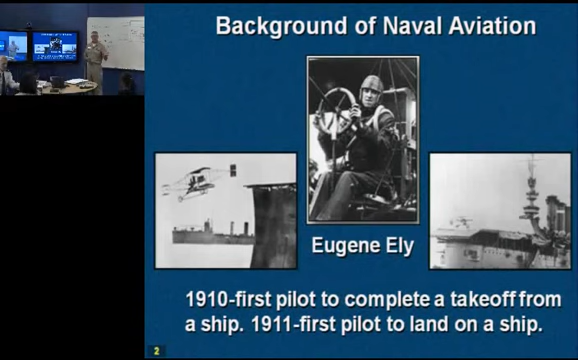 Background of Naval Aviation
Eugene Ely
1910-first pilot to complete a takeoff from
a ship. 1911-first pilot to land on a ship.
2